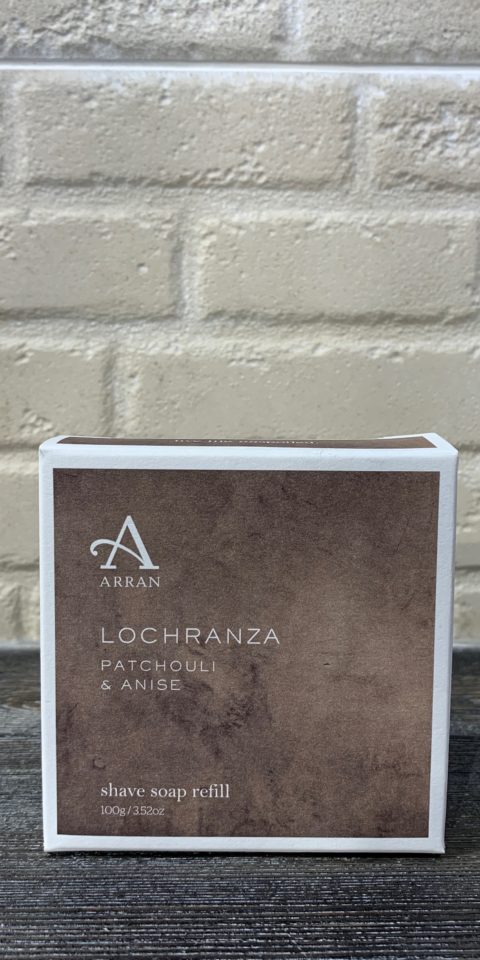 ARRAN
LOCHRANZA
PATCHOULI
& ANISE
shave soap refill
100g / 3.52oz